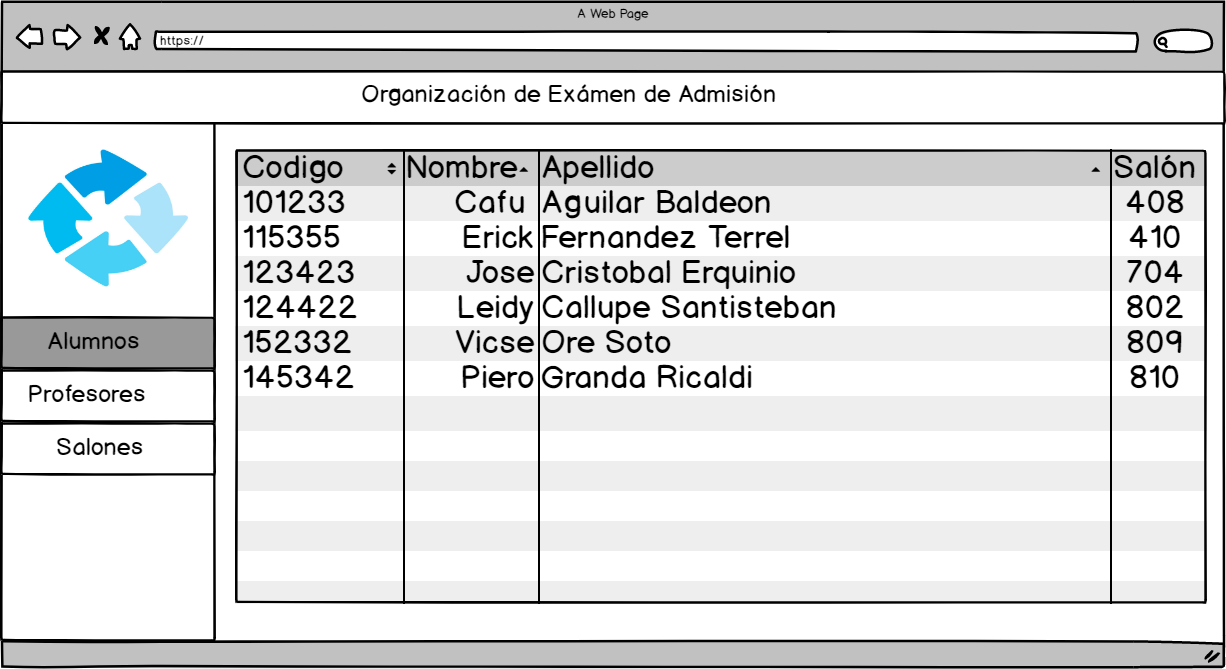 A Web Page
https://
Organización de Exámen de Admisión
Codigo Nombre Apellido Salón
101233 Cafu Aguilar Baldeon 408
115355 Erick Fernandez Terrel 410
123423 Jose Cristobal Erquinio 704
124422 Leidy Callupe Santisteban 802
152332 Vicse Ore Soto 809
145342 Piero Granda Ricaldi 810
Alumnos
Profesores
Salones